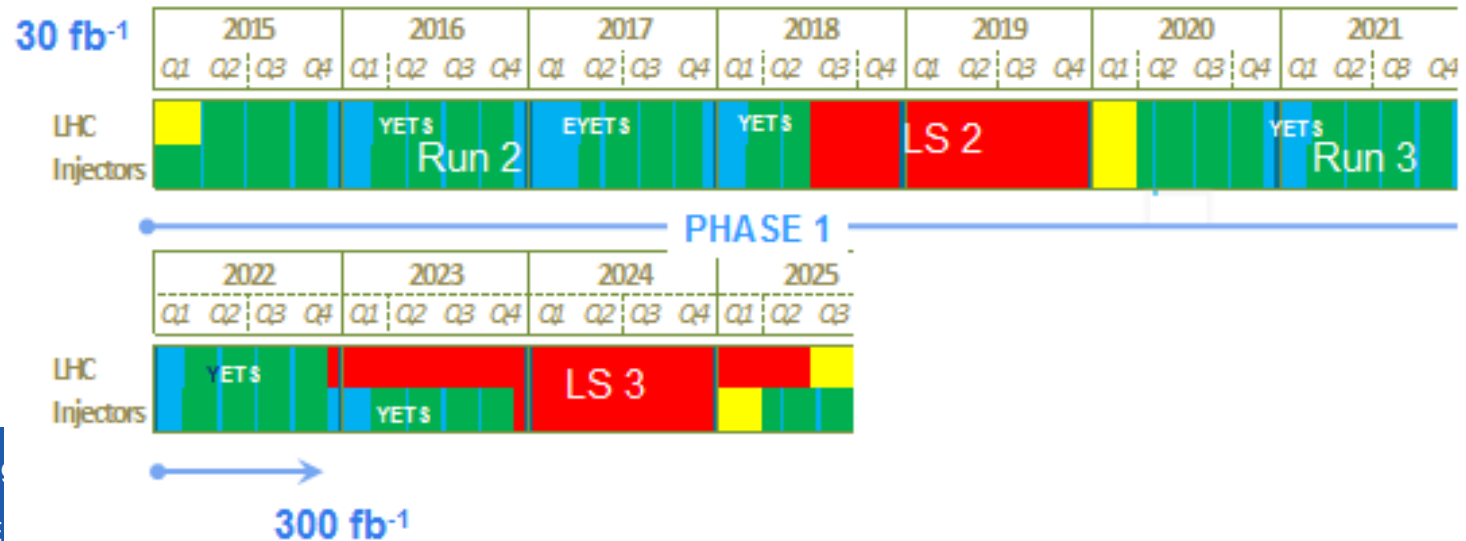 30 fb-1
2015 2016 2017 2018 2019 2020 2021
Q1 Q2 Q3 Q4 Q1 Q2 Q3 Q4 Q1 Q2 Q3 Q4 Q1 Q2 Q3 Q4 Q1 Q2 Q3 Q4 Q1 Q2 Q3 Q4 Q1 Q2 Q3 Q4
LHC YETS EYETS YETS LS 2 YETS
Injectors Run 2 Run 3
PHASE 1
2022 2023 2024 2025
Q1 Q2 Q3 Q4 Q1 Q2 Q3 Q4 Q1 Q2 Q3 Q4 Q1 Q2 Q3
LHC YETS LS 3
Injectors YETS
300 fb-1